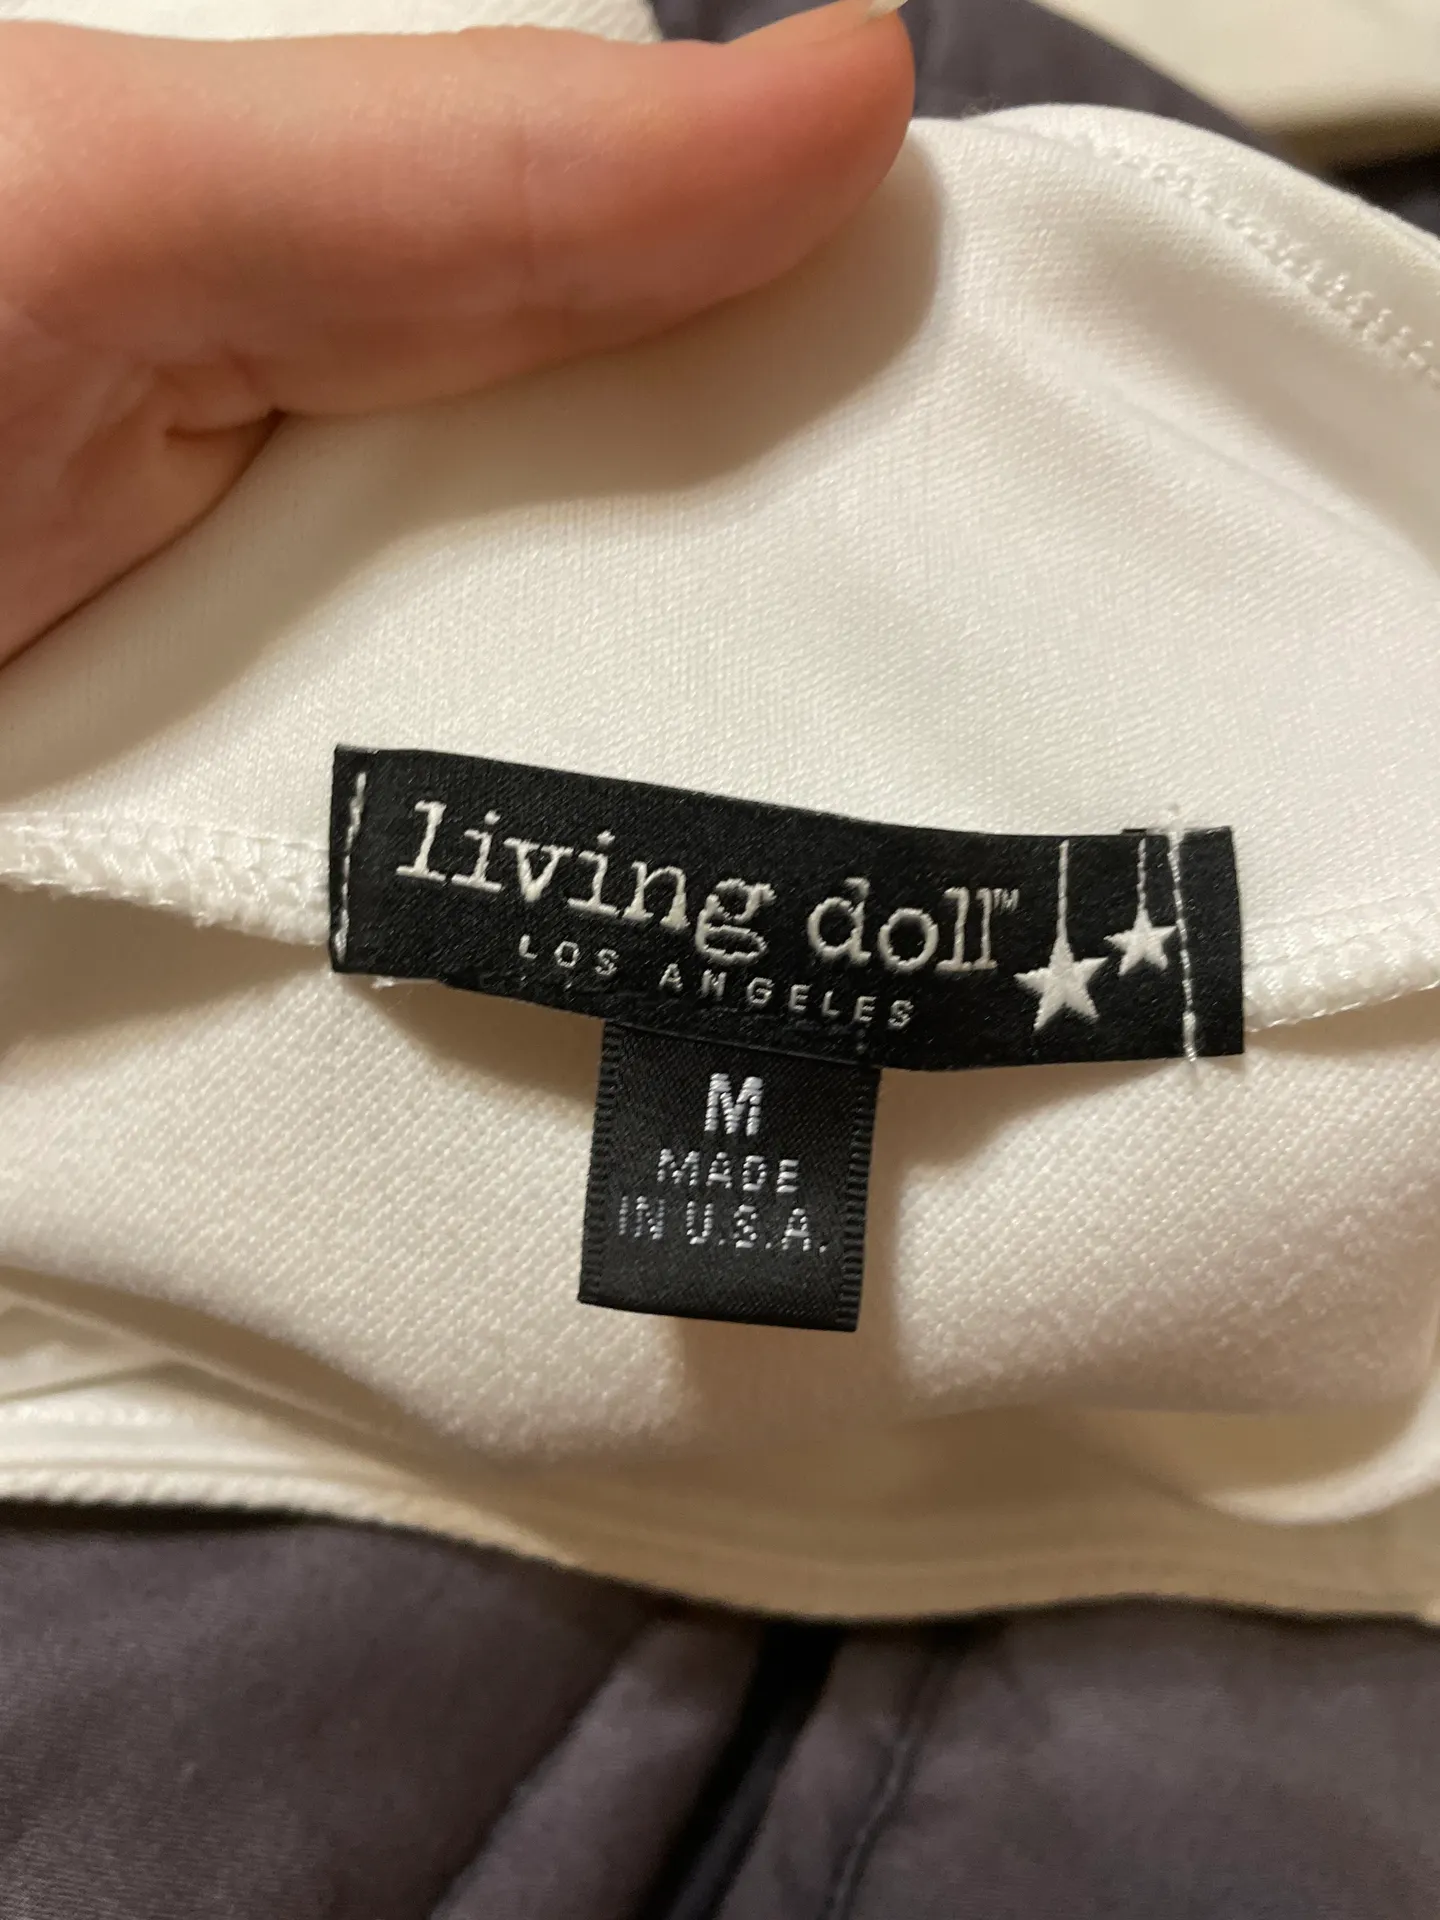 living doll™
LOS ANGELES
M
MADE
IN U.S.A.